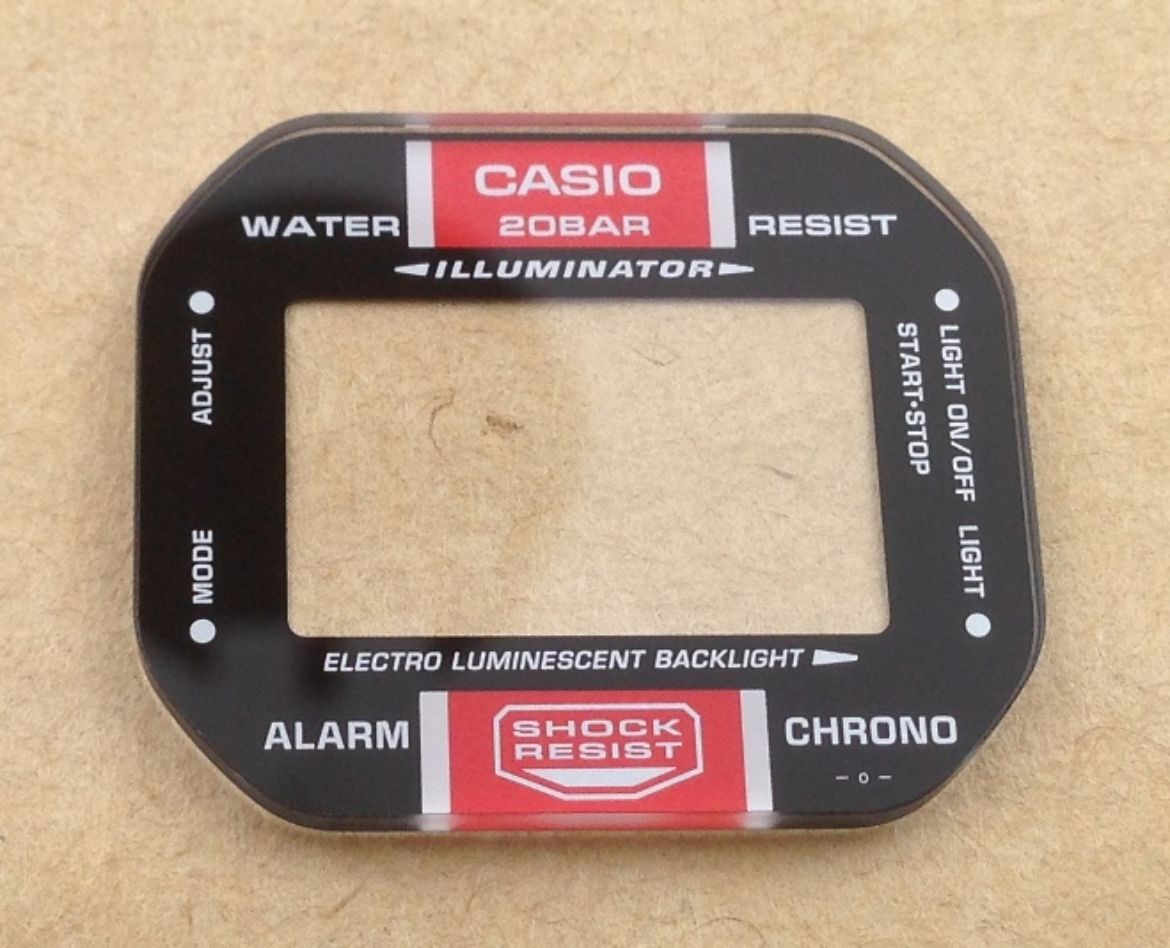 CASIO
WATER 20BAR RESIST
ILLUMINATOR
ADJUST
MODE
LIGHT ON/OFF LIGHT
START·STOP
ELECTRO LUMINESCENT BACKLIGHT
ALARM SHOCK RESIST CHRONO
– o –